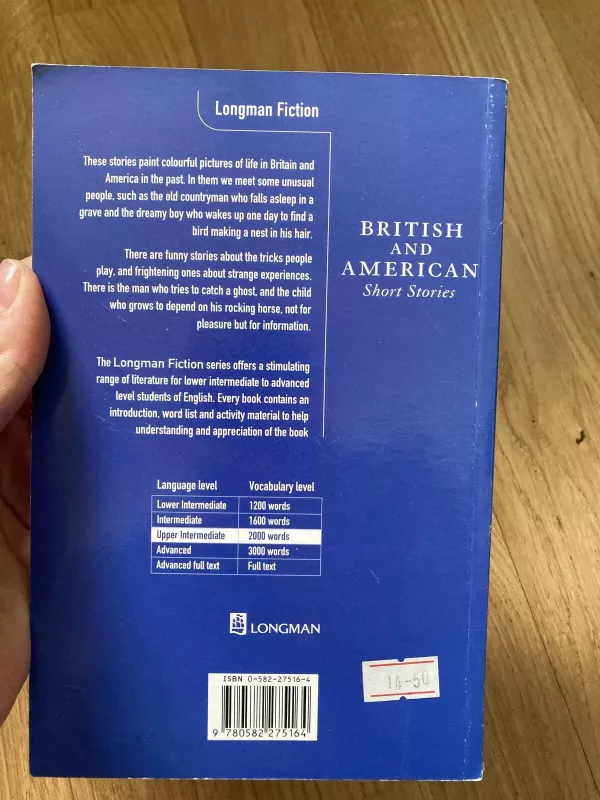 Longman Fiction
These stories paint colourful pictures of life in Britain and
America in the past. In them we meet some unusual
people, such as the old countryman who falls asleep in a
grave and the dreamy boy who wakes up one day to find a
bird making a nest in his hair.
There are funny stories about the tricks people
play, and frightening ones about strange experiences.
There is the man who tries to catch a ghost, and the child
who grows to depend on his rocking horse, not for
pleasure but for information.
The Longman Fiction series offers a stimulating
range of literature for lower intermediate to advanced
level students of English. Every book contains an
introduction, word list and activity material to help
understanding and appreciation of the book
BRITISH
AND
AMERICAN
Short Stories
Language level Vocabulary level
Lower Intermediate 1200 words
Intermediate 1600 words
Upper Intermediate 2000 words
Advanced 3000 words
Advanced full text Full text
LONGMAN
ISBN 0-582-27516-4
9 780582 275164
14-50